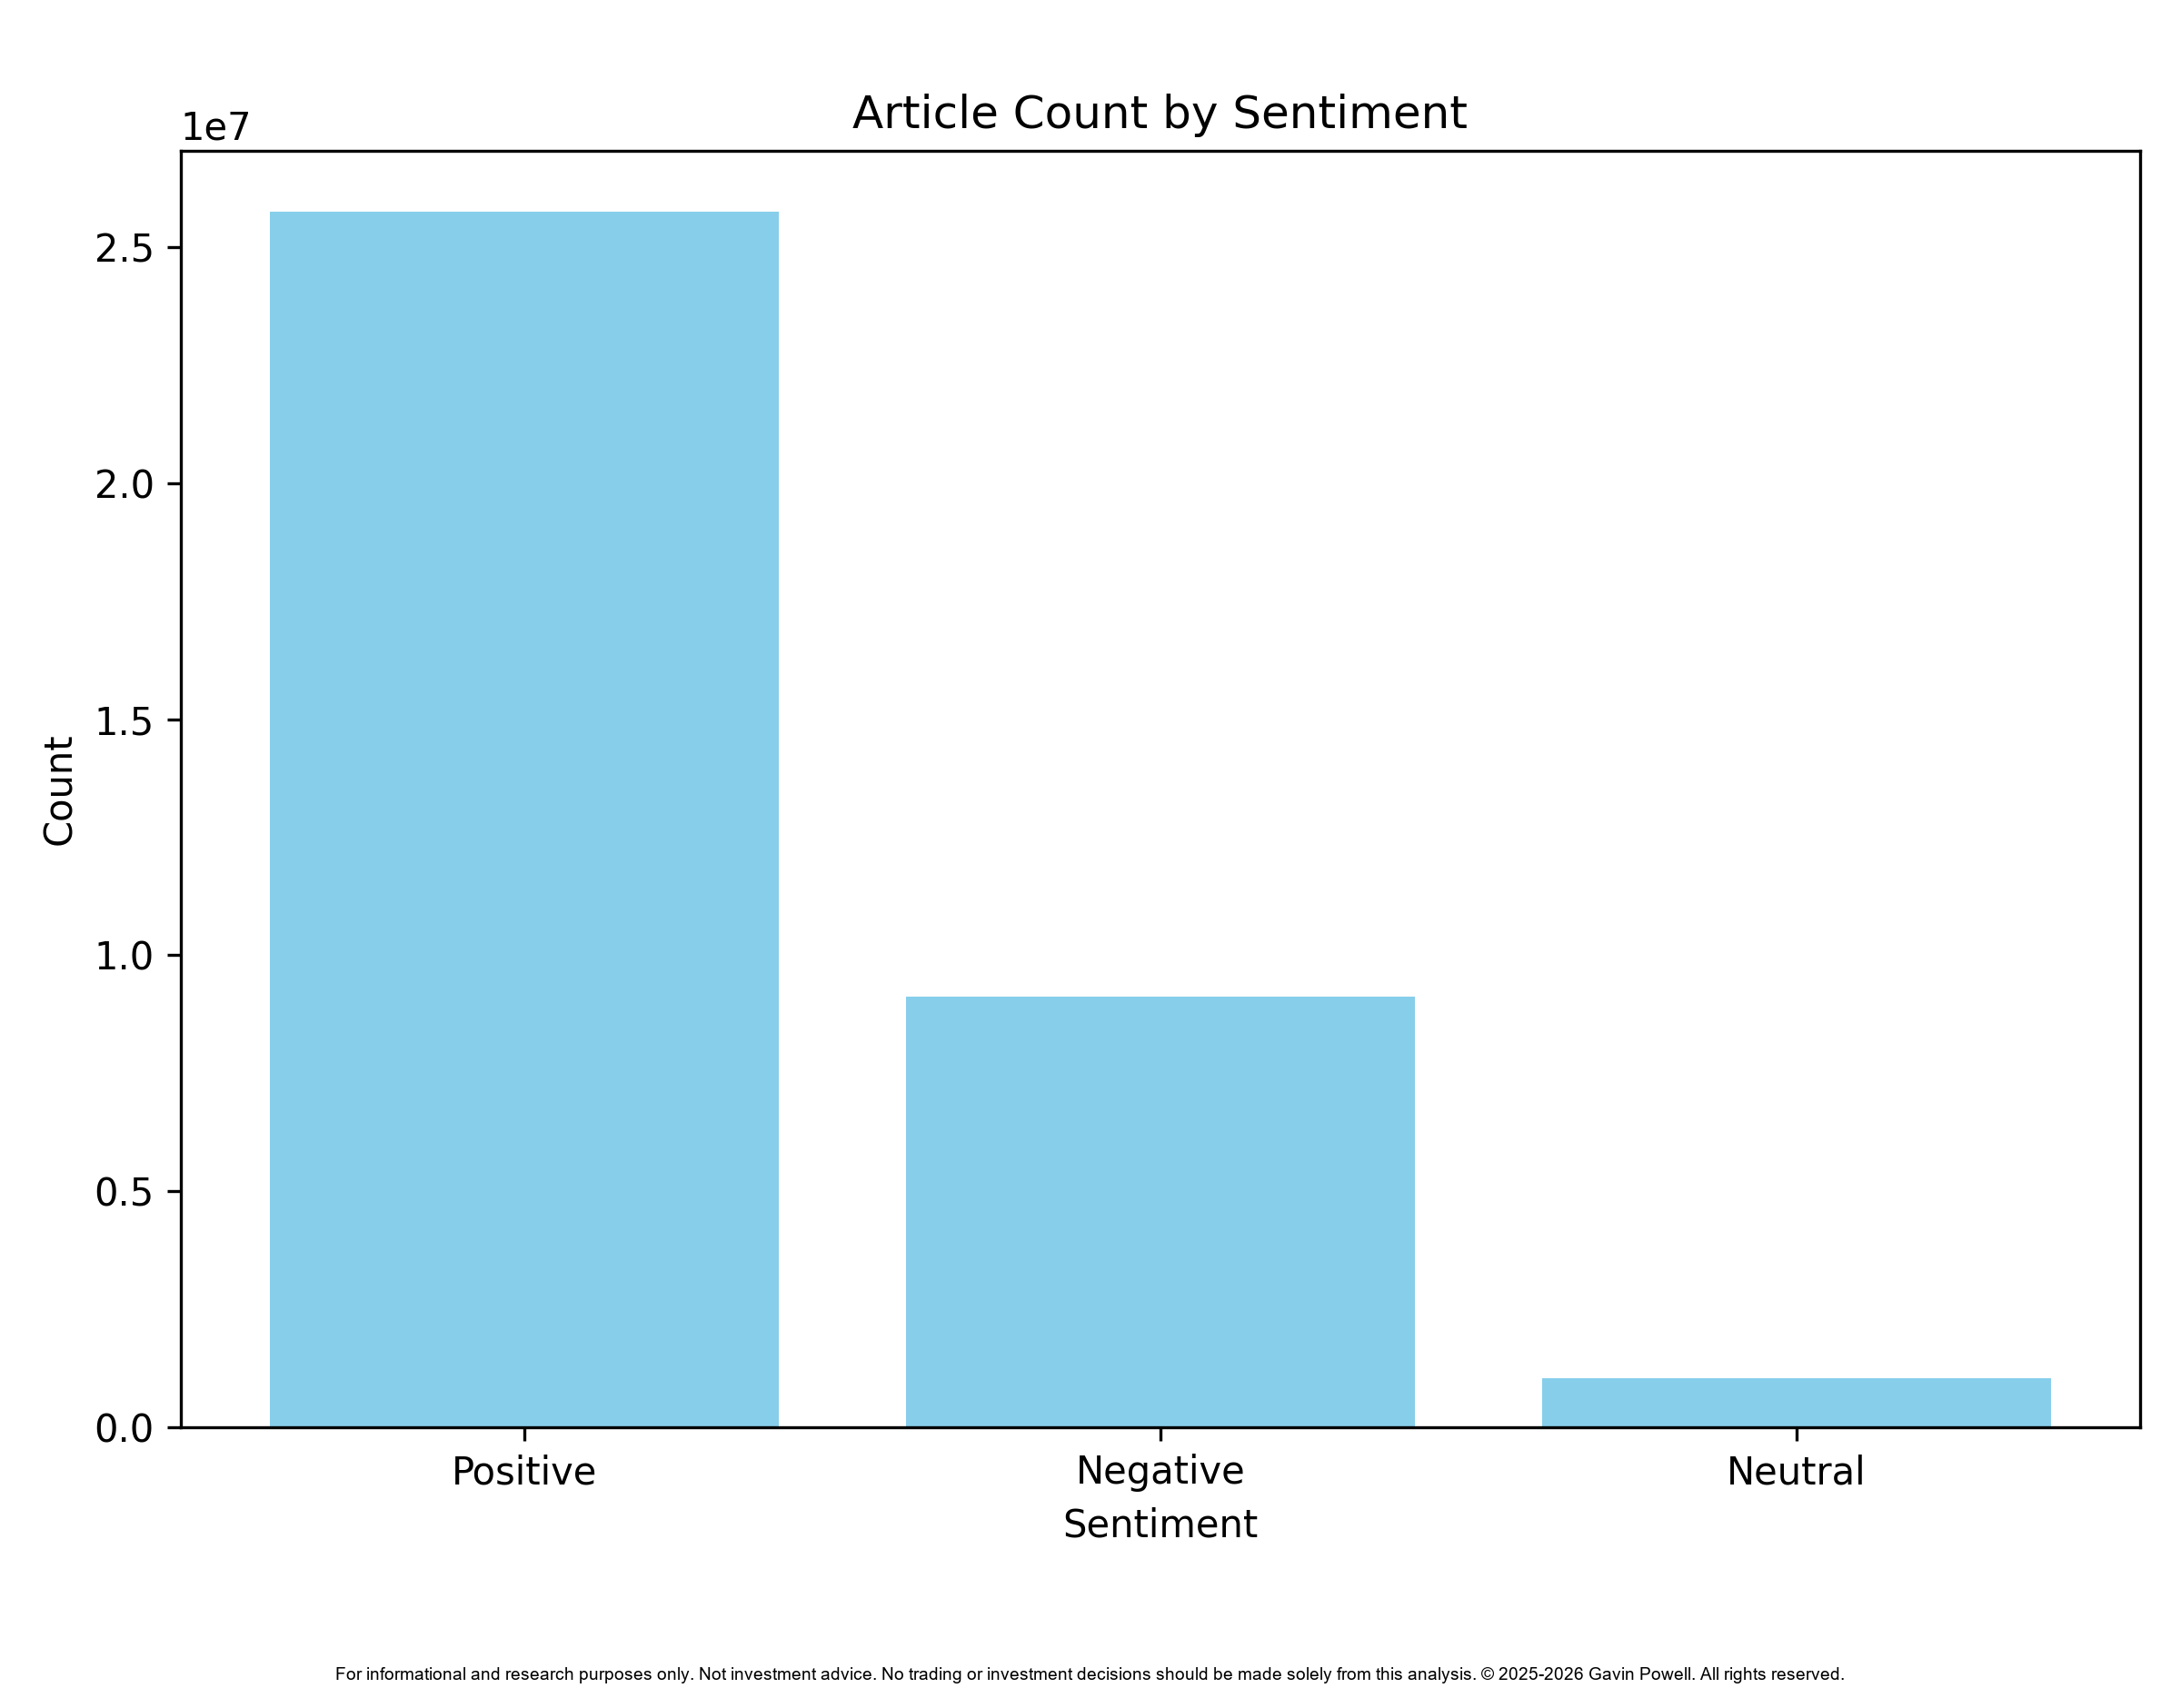 Article Count by Sentiment
1e7
2.5
2.0
1.5
1.0
0.5
0.0
Count
Positive
Negative
Neutral
Sentiment
For informational and research purposes only. Not investment advice. No trading or investment decisions should be made solely from this analysis. © 2025-2026 Gavin Powell. All rights reserved.